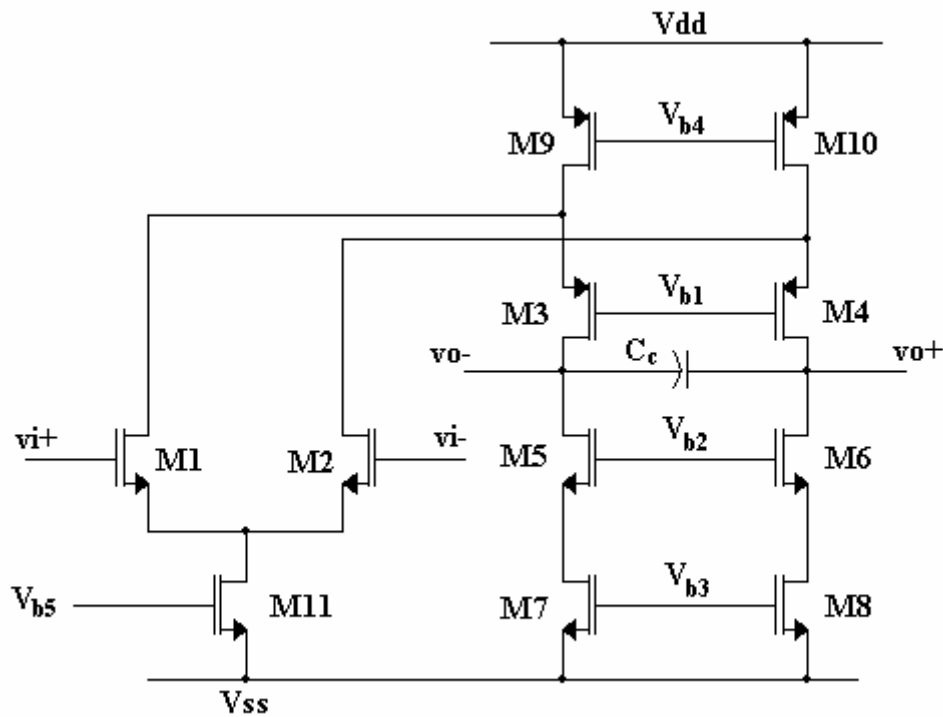 Vdd
M9 Vb4 M10
M3 Vb1 M4
vo- Cc vo+
vi+ M1 M2 vi- M5 Vb2 M6
Vb5 M11 M7 Vb3 M8
Vss